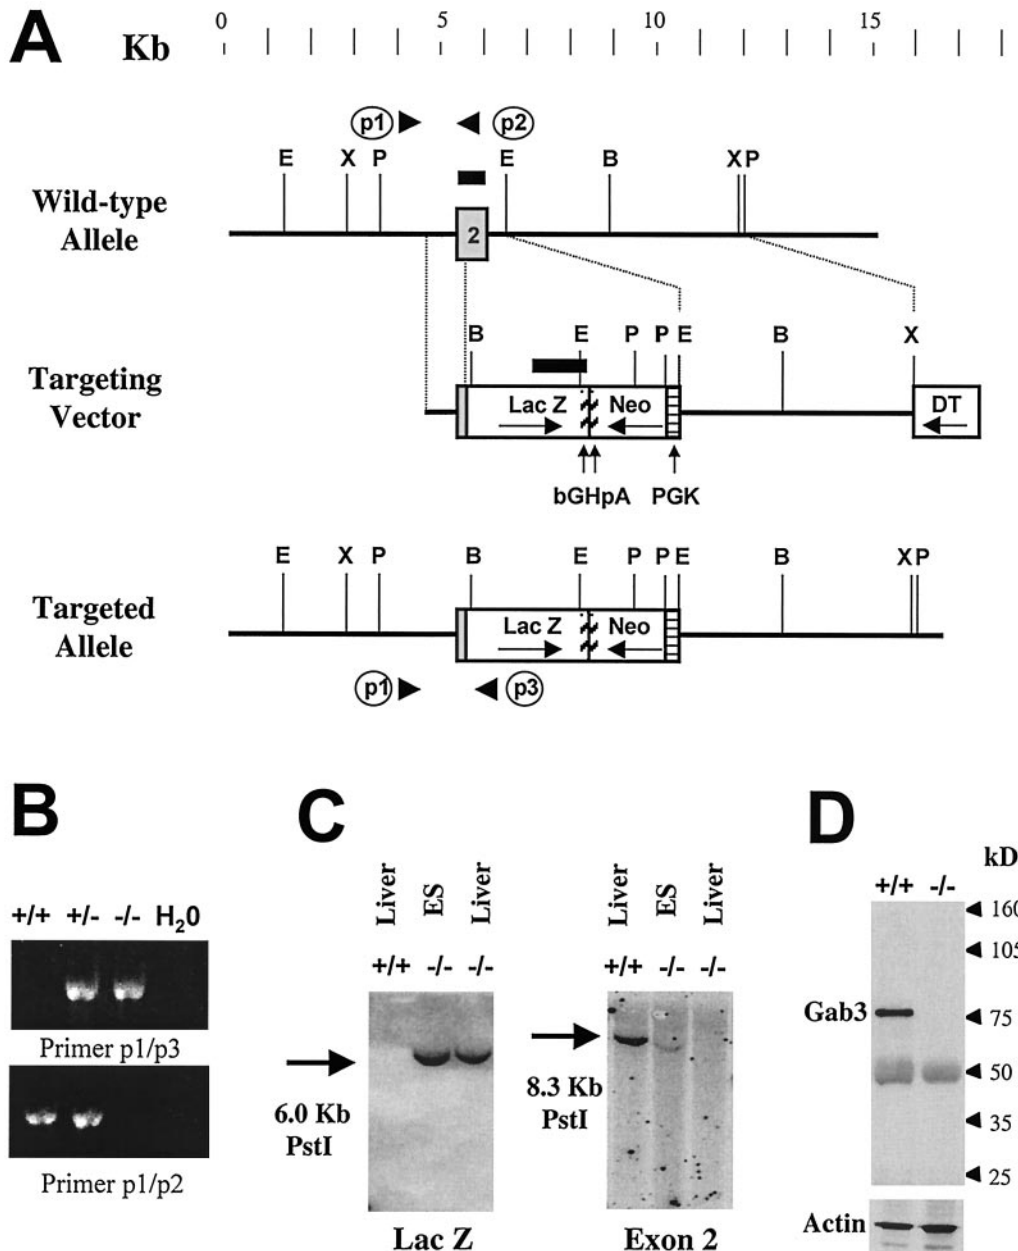 A
Kb
0 5 10 15
p1 p2
E X P E B X P
Wild-type
Allele
2
B E P P E B X
Targeting
Vector
Lac Z Neo DT
bGHpA PGK
E X P B E P P E B X P
Targeted
Allele
Lac Z Neo
p1 p3
B
+/+ +/- -/- H20
Primer p1/p3
Primer p1/p2
C
Liver ES Liver
+/+ -/- -/-
6.0 Kb
PstI
Lac Z
Liver ES Liver
+/+ -/- -/-
8.3 Kb
PstI
Exon 2
D
kD
+/+ -/-
160
105
Gab3
75
50
35
25
Actin